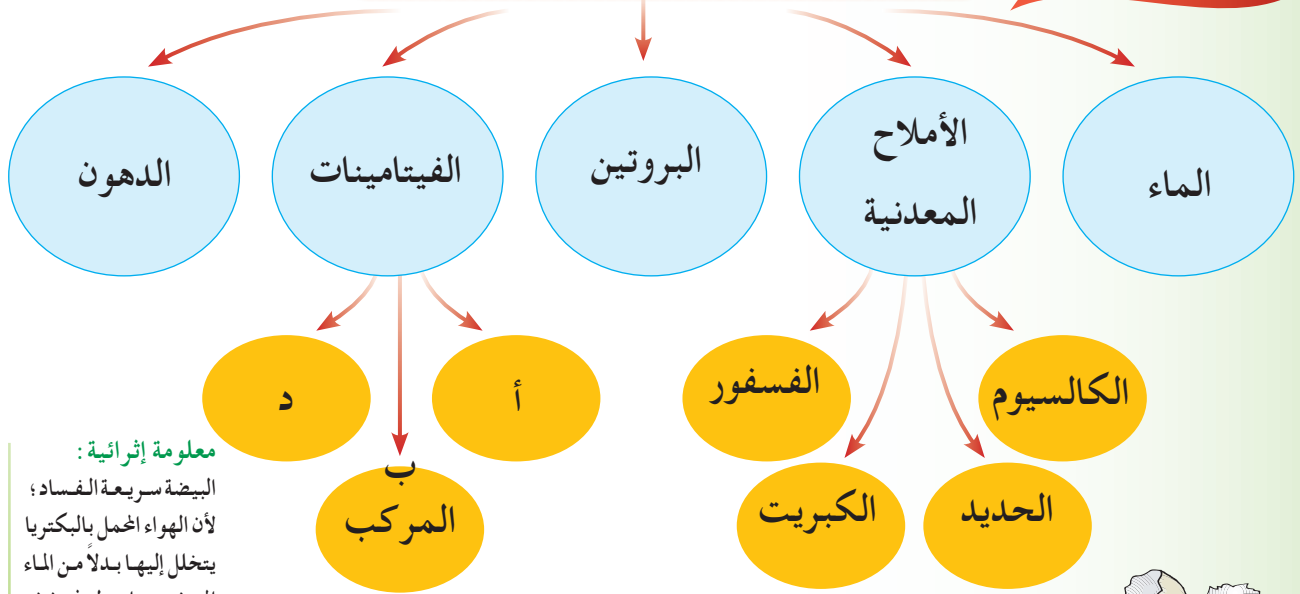 الماء
الأملاح
المعدنية
البروتين
الفيتامينات
الدهون
الكالسيوم
الحديد
الكبريت
الفسفور
أ
ب
المركب
د
معلومة إثرائية :
البيضة سريعة الفساد ؛
لأن الهواء المحمل بالبكتريا
يتخلل إليها بدلاً من الماء